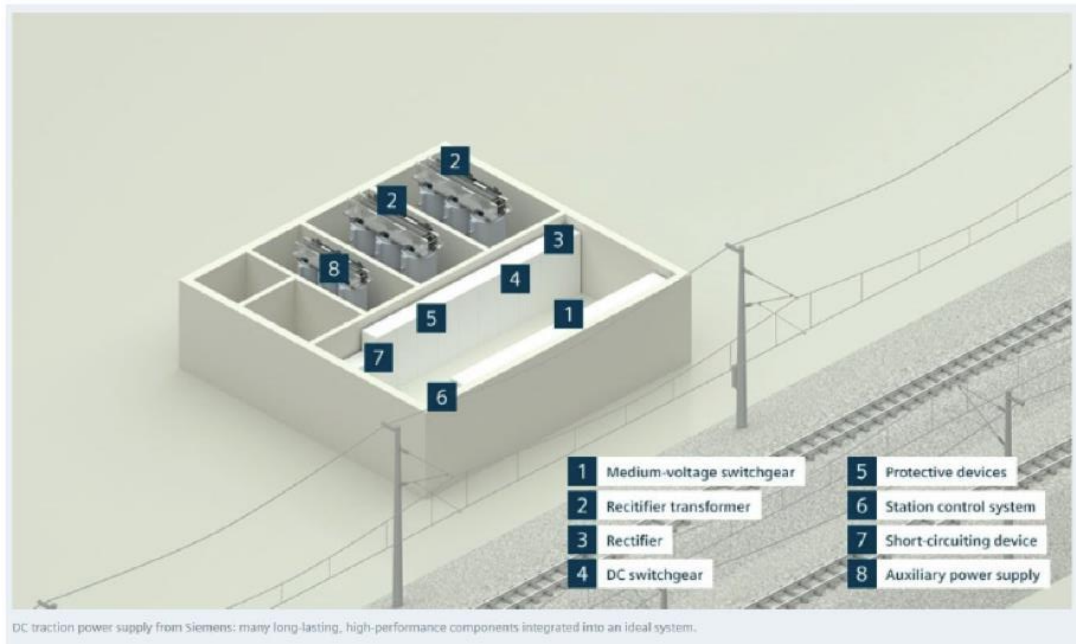 2
2
8
3
4
5
1
7
6
1 Medium-voltage switchgear
2 Recitifier transformer
3 Rectifier
4 DC switchgear
5 Protective devices
6 Station control system
7 Short-circuiting device
8 Auxiliary power supply
DC traction power supply from Siemens: many long-lasting, high-performance components integrated into an ideal system.